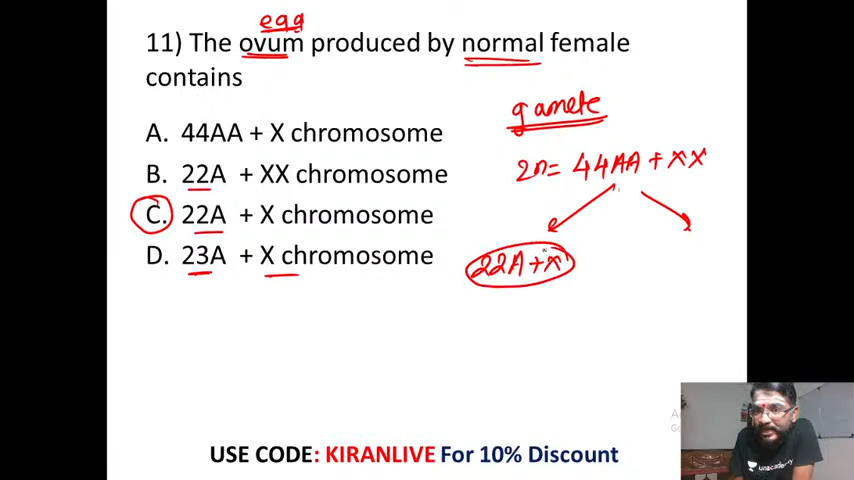 egg
11) The ovum produced by normal female
contains
gamete
A. 44AA + X chromosome
2n= 44AA + XX
B. 22A + XX chromosome
C. 22A + X chromosome
D. 23A + X chromosome
22A + X
unacademy
USE CODE: KIRANLIVE For 10% Discount